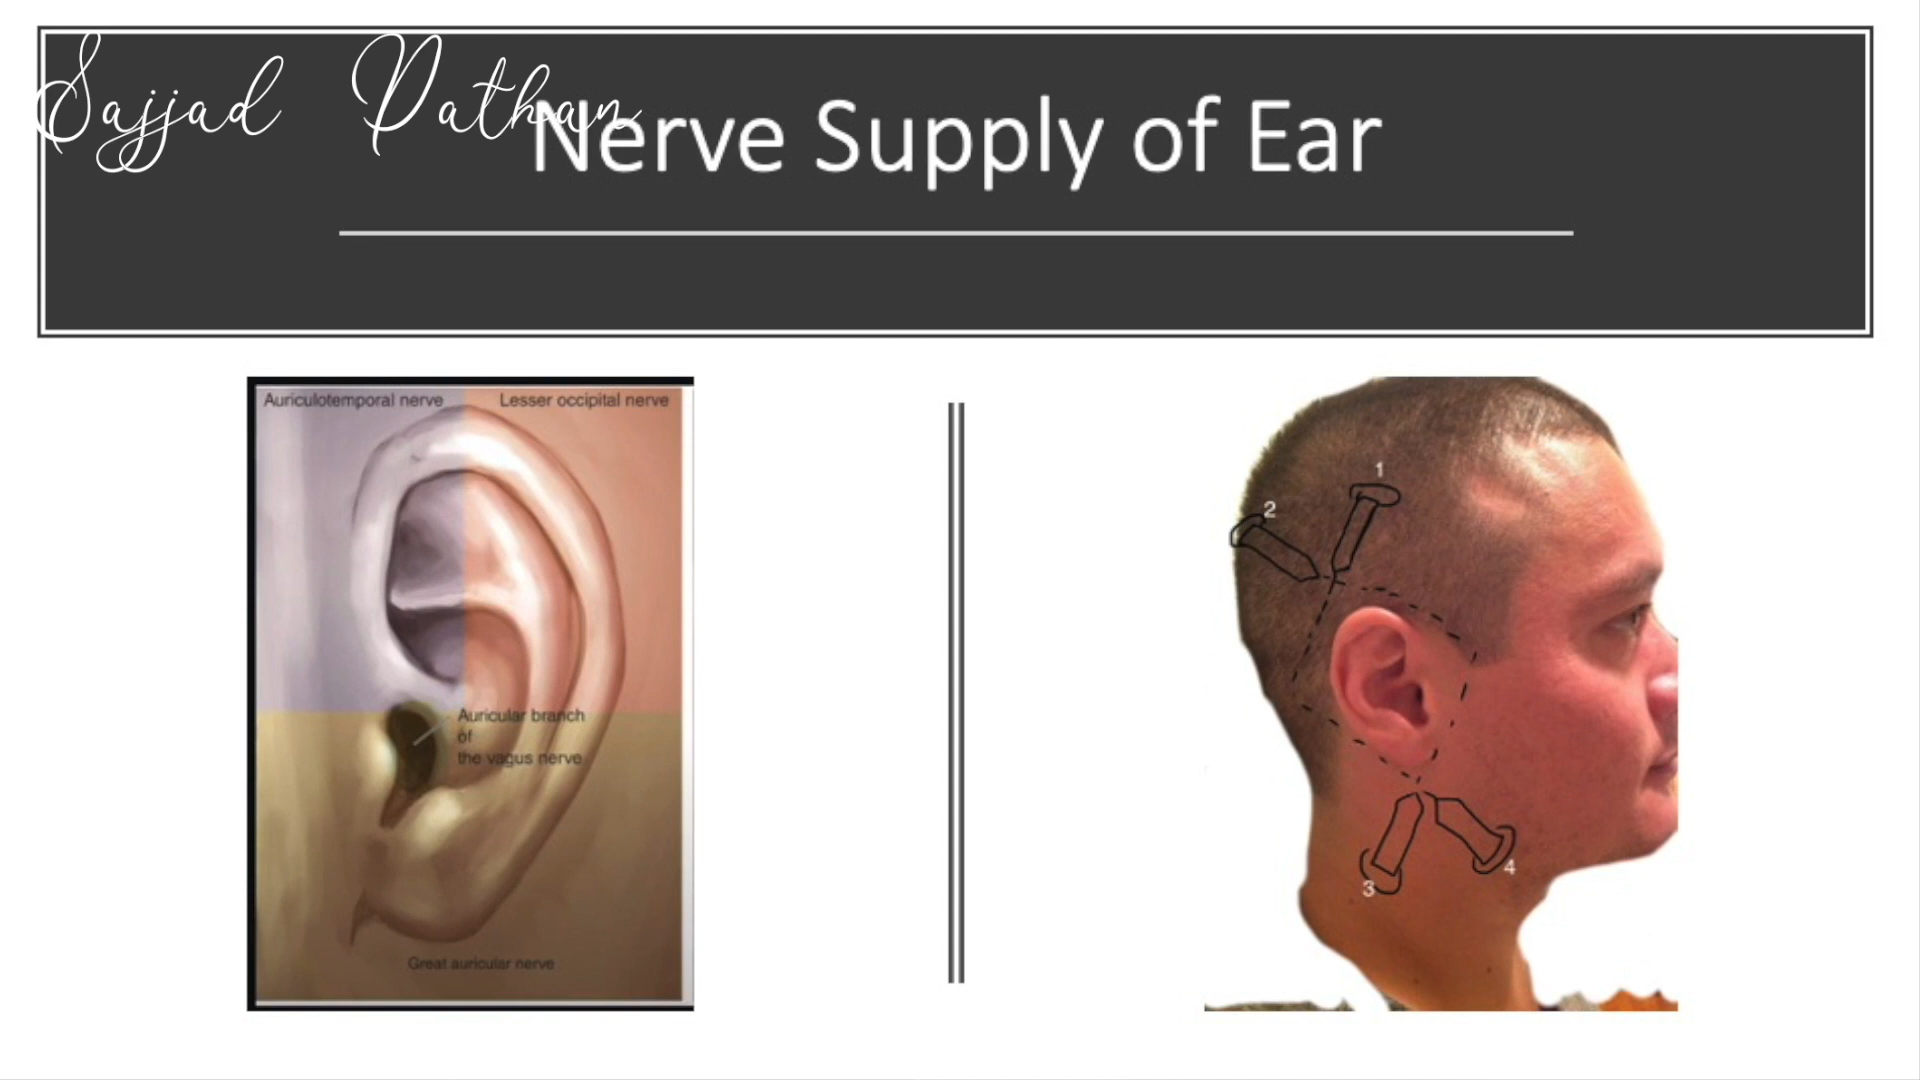 Sajjad Pathan
Nerve Supply of Ear
Auriculotemporal nerve
Lesser occipital nerve
Auricular branch
of
the vagus nerve
Great auricular nerve
1
2
3
4